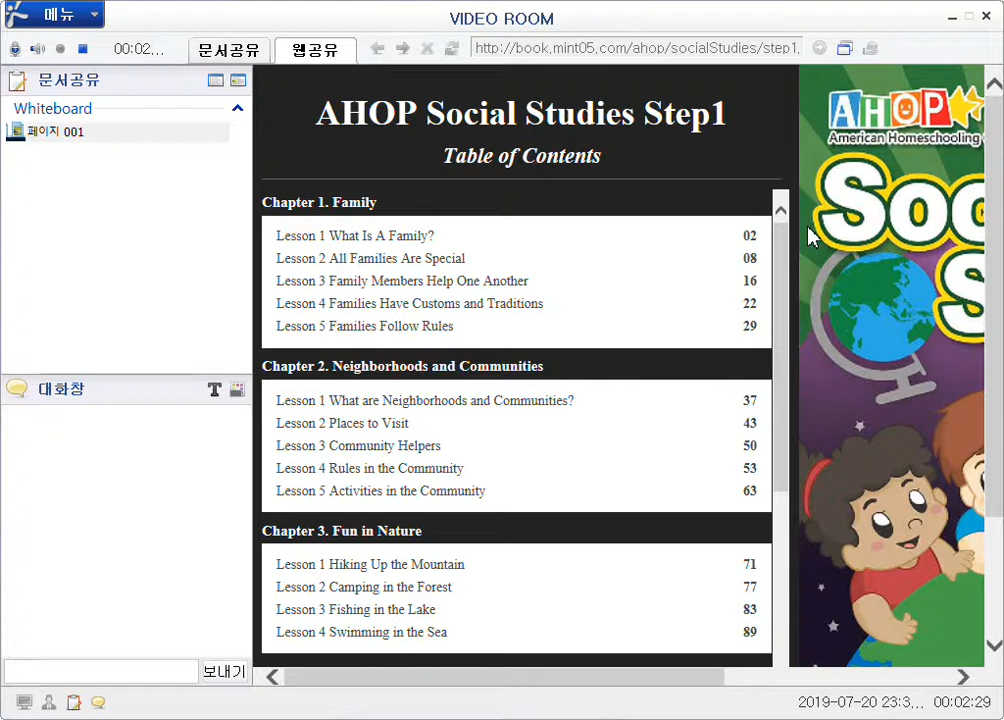 메뉴
VIDEO ROOM
00:02...
문서공유
웹공유
http://book.mint05.com/ahop/socialStudies/step1.
문서공유
Whiteboard
페이지 001
대화창
T
보내기
AHOP Social Studies Step1
Table of Contents
Chapter 1. Family
Lesson 1 What Is A Family? 02
Lesson 2 All Families Are Special 08
Lesson 3 Family Members Help One Another 16
Lesson 4 Families Have Customs and Traditions 22
Lesson 5 Families Follow Rules 29
Chapter 2. Neighborhoods and Communities
Lesson 1 What are Neighborhoods and Communities? 37
Lesson 2 Places to Visit 43
Lesson 3 Community Helpers 50
Lesson 4 Rules in the Community 53
Lesson 5 Activities in the Community 63
Chapter 3. Fun in Nature
Lesson 1 Hiking Up the Mountain 71
Lesson 2 Camping in the Forest 77
Lesson 3 Fishing in the Lake 83
Lesson 4 Swimming in the Sea 89
AHOP
American Homeschooling
Soc
S
2019-07-20 23:3... 00:02:29